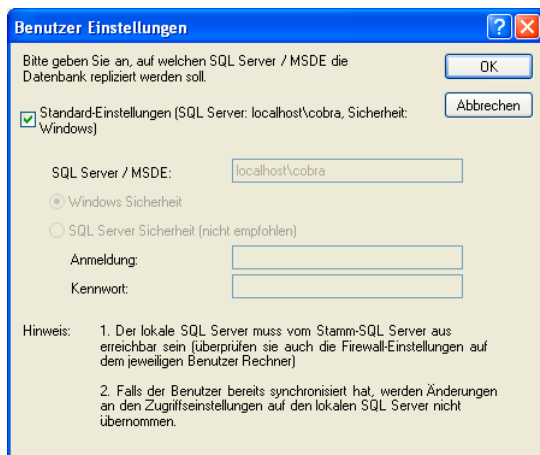 Benutzer Einstellungen
Bitte geben Sie an, auf welchen SQL Server / MSDE die
Datenbank repliziert werden soll.
OK
Abbrechen
Standard-Einstellungen (SQL Server: localhost\cobra, Sicherheit:
Windows)
SQL Server / MSDE:
localhost\cobra
Windows Sicherheit
SQL Server Sicherheit (nicht empfohlen)
Anmeldung:
Kennwort:
Hinweis:
1. Der lokale SQL Server muss vom Stamm-SQL Server aus
erreichbar sein (überprüfen sie auch die Firewall-Einstellungen auf
dem jeweiligen Benutzer Rechner)
2. Falls der Benutzer bereits synchronisiert hat, werden Änderungen
an den Zugriffseinstellungen auf den lokalen SQL Server nicht
übernommen.